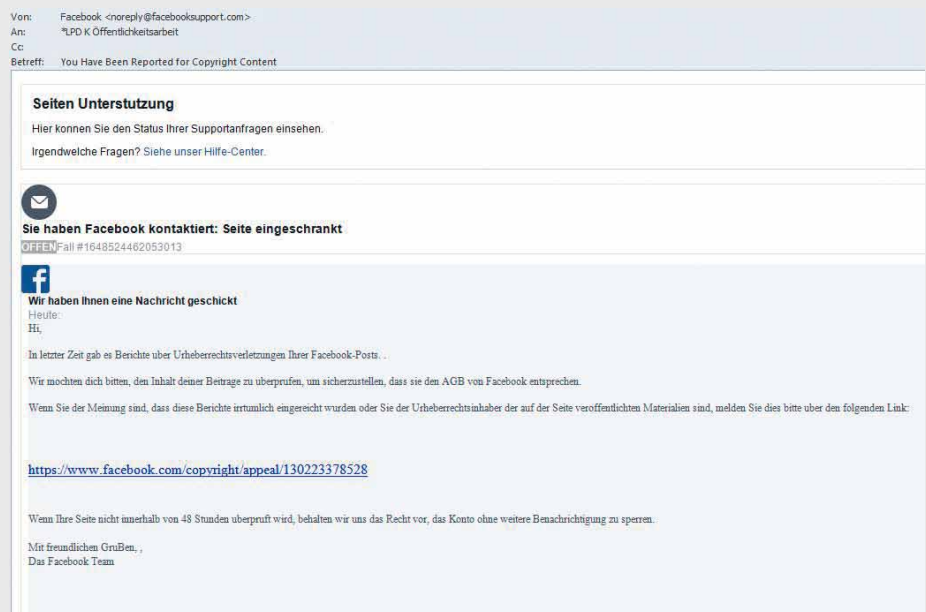 Von: Facebook <noreply@facebooksupport.com>
An: *LPD K Öffentlichkeitsarbeit
Cc:
Betreff: You Have Been Reported for Copyright Content
Seiten Unterstutzung
Hier konnen Sie den Status Ihrer Supportanfragen einsehen.
Irgendwelche Fragen? Siehe unser Hilfe-Center.
Sie haben Facebook kontaktiert: Seite eingeschrankt
OFFEN Fall #1648524462053013
Wir haben Ihnen eine Nachricht geschickt
Heute:
Hi,
In letzter Zeit gab es Berichte uber Urheberrechtsverletzungen Ihrer Facebook-Posts. .
Wir mochten dich bitten, den Inhalt deiner Beitrage zu uberprufen, um sicherzustellen, dass sie den AGB von Facebook entsprechen.
Wenn Sie der Meinung sind, dass diese Berichte irrtumlich eingereicht wurden oder Sie der Urheberrechtsinhaber der auf der Seite veroffentlichten Materialien sind, melden Sie dies bitte uber den folgenden Link:
https://www.facebook.com/copyright/appeal/130223378528
Wenn Ihre Seite nicht innerhalb von 48 Stunden uberpruft wird, behalten wir uns das Recht vor, das Konto ohne weitere Benachrichtigung zu sperren.
Mit freundlichen GruBen, ,
Das Facebook Team